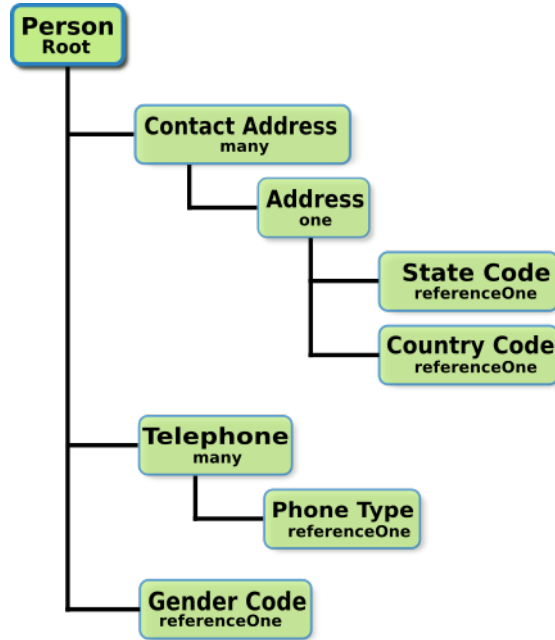 Person
Root
Contact Address
many
Address
one
State Code
referenceOne
Country Code
referenceOne
Telephone
many
Phone Type
referenceOne
Gender Code
referenceOne